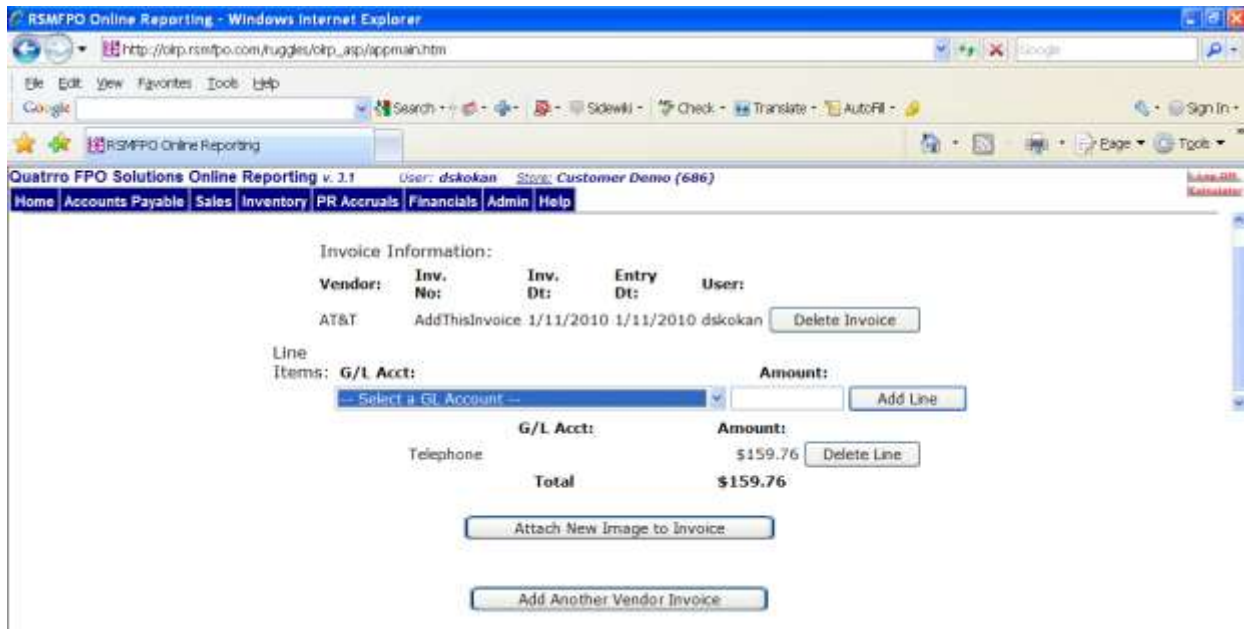 RSMFPO Online Reporting - Windows Internet Explorer
http://olrp.rsmfpo.com/ruggles/olrp_asp/appmain.htm
Google
File Edit View Favorites Tools Help
Google Search Sidewiki Check Translate AutoFill Sign In
RSMFPO Online Reporting Page Tools
Quatrro FPO Solutions Online Reporting v. 3.1 User: dskokan Store: Customer Demo (686) Log Off
Home Accounts Payable Sales Inventory PR Accruals Financials Admin Help
Invoice Information:
Vendor: Inv. No: Inv. Dt: Entry Dt: User:
AT&T AddThisInvoice 1/11/2010 1/11/2010 dskokan Delete Invoice
Line Items: G/L Acct: Amount:
-- Select a GL Account -- Add Line
G/L Acct: Amount:
Telephone $159.76 Delete Line
Total $159.76
Attach New Image to Invoice
Add Another Vendor Invoice